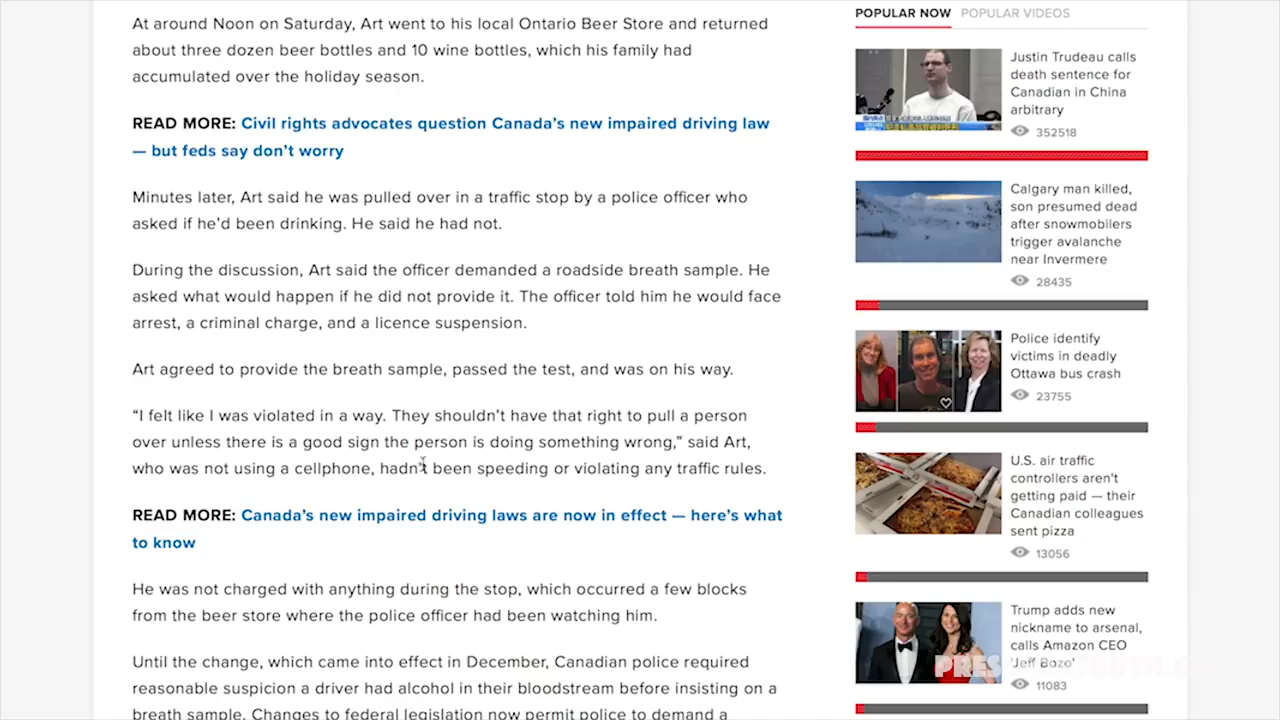 At around Noon on Saturday, Art went to his local Ontario Beer Store and returned
about three dozen beer bottles and 10 wine bottles, which his family had
accumulated over the holiday season.
READ MORE: Civil rights advocates question Canada's new impaired driving law
— but feds say don't worry
Minutes later, Art said he was pulled over in a traffic stop by a police officer who
asked if he'd been drinking. He said he had not.
During the discussion, Art said the officer demanded a roadside breath sample. He
asked what would happen if he did not provide it. The officer told him he would face
arrest, a criminal charge, and a licence suspension.
Art agreed to provide the breath sample, passed the test, and was on his way.
“I felt like I was violated in a way. They shouldn't have that right to pull a person
over unless there is a good sign the person is doing something wrong,” said Art,
who was not using a cellphone, hadn't been speeding or violating any traffic rules.
READ MORE: Canada's new impaired driving laws are now in effect — here's what
to know
He was not charged with anything during the stop, which occurred a few blocks
from the beer store where the police officer had been watching him.
Until the change, which came into effect in December, Canadian police required
reasonable suspicion a driver had alcohol in their bloodstream before insisting on a
breath sample. Changes to federal legislation now permit police to demand a
POPULAR NOW POPULAR VIDEOS
Justin Trudeau calls
death sentence for
Canadian in China
arbitrary
352518
Calgary man killed,
son presumed dead
after snowmobilers
trigger avalanche
near Invermere
28435
Police identify
victims in deadly
Ottawa bus crash
23755
U.S. air traffic
controllers aren't
getting paid — their
Canadian colleagues
sent pizza
13056
Trump adds new
nickname to arsenal,
calls Amazon CEO
'Jeff Bozo'
11083